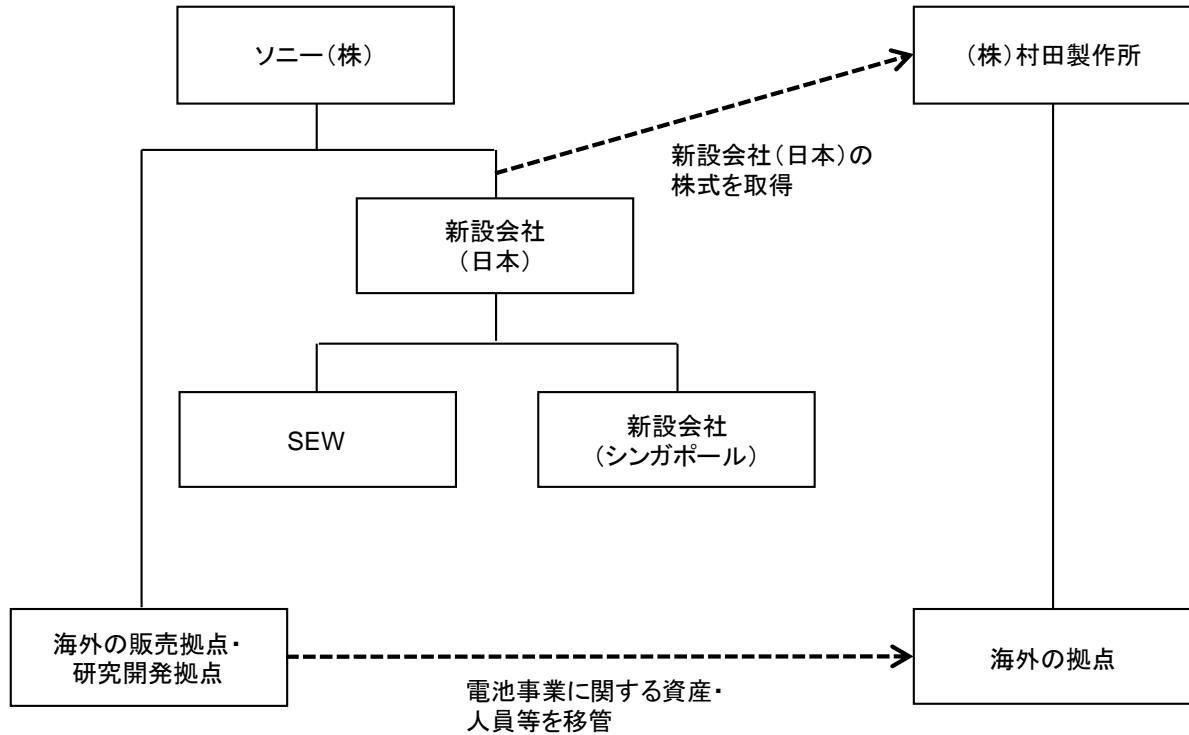 ソニー(株)
(株)村田製作所
新設会社(日本)の
株式を取得
新設会社
(日本)
SEW
新設会社
(シンガポール)
海外の販売拠点・
研究開発拠点
海外の拠点
電池事業に関する資産・
人員等を移管